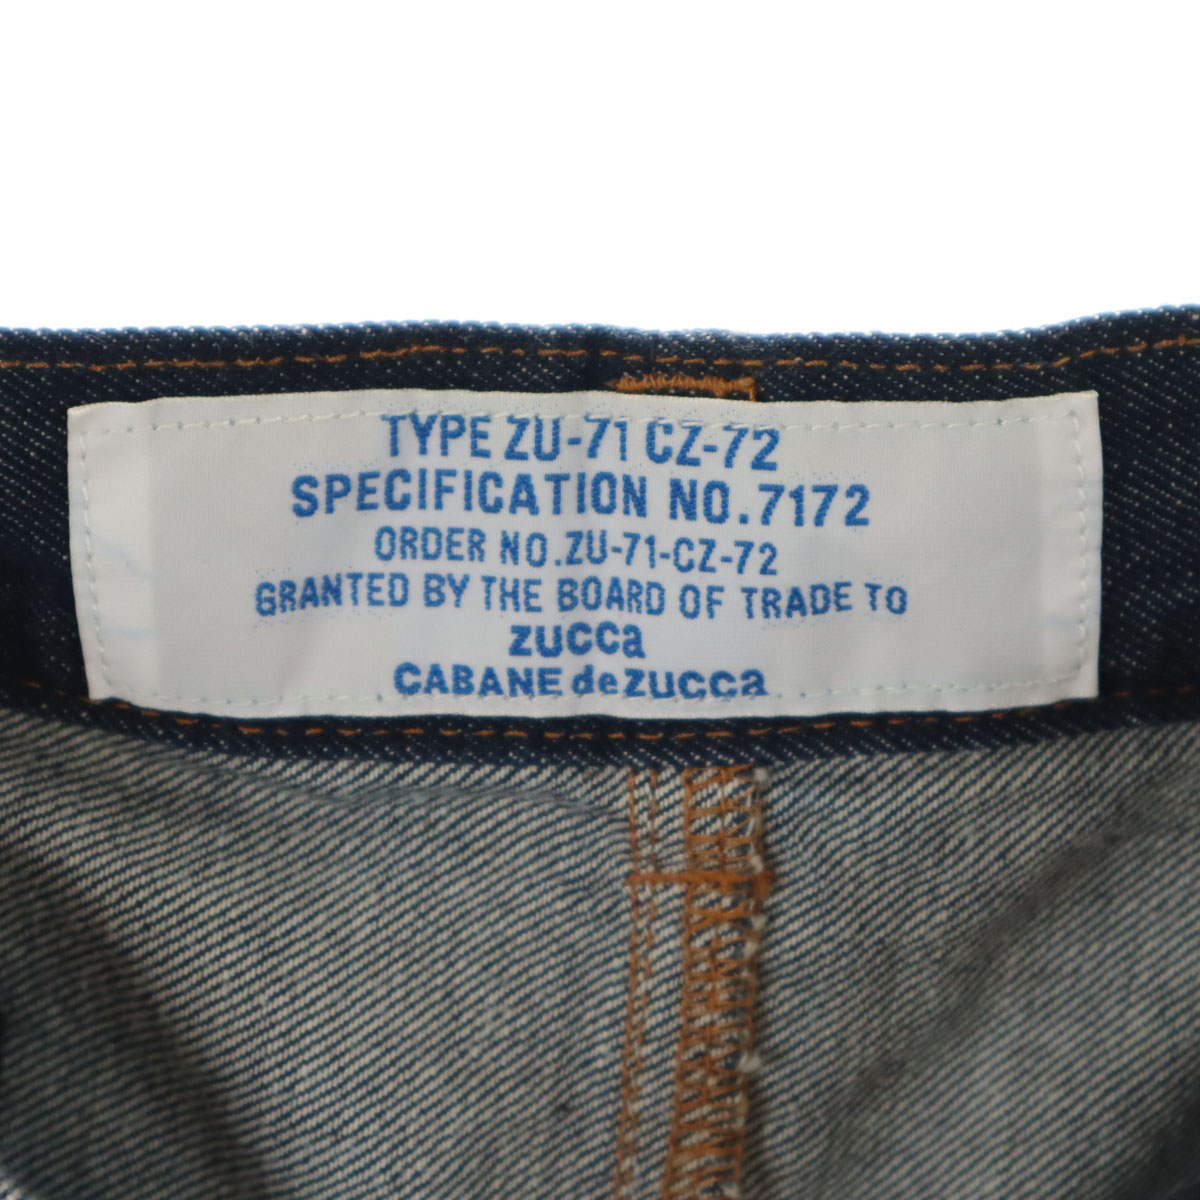 TYPE ZU-71 CZ-72
SPECIFICATION NO.7172
ORDER NO.ZU-71-CZ-72
GRANTED BY THE BOARD OF TRADE TO
zucca
CABANE de zucca